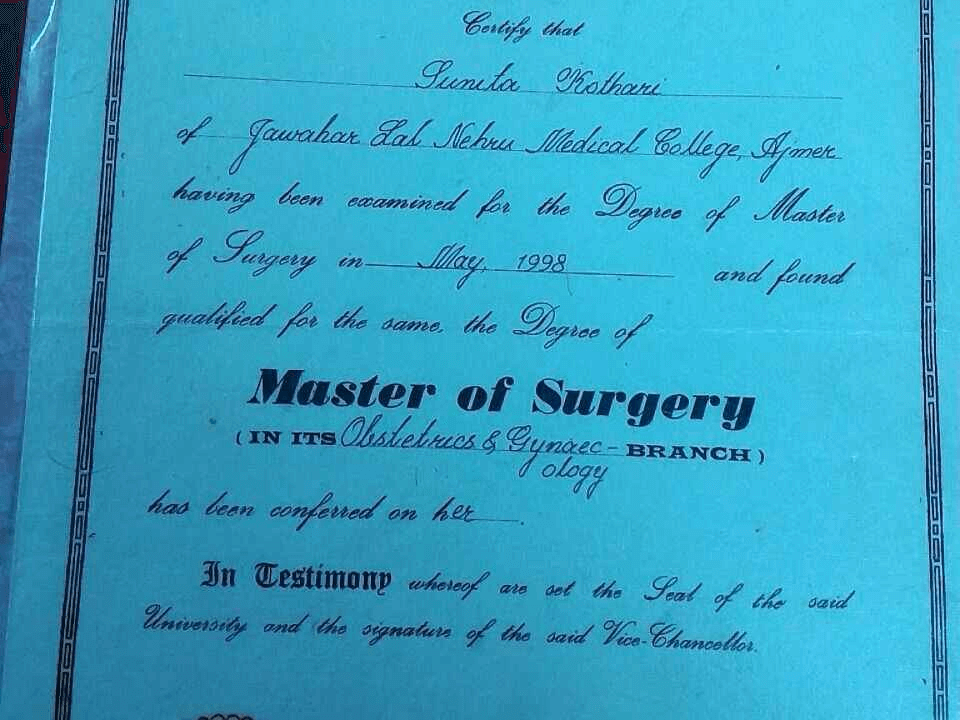 Certify that
Sunita Kothari
of Jawahar Lal Nehru Medical College, Ajmer
having been examined for the Degree of Master
of Surgery in May, 1998 and found
qualified for the same, the Degree of
Master of Surgery
(IN ITS Obstetrics & Gynaec- BRANCH)
ology
has been conferred on her.
In Testimony whereof are set the Seal of the said
University and the signature of the said Vice-Chancellor.